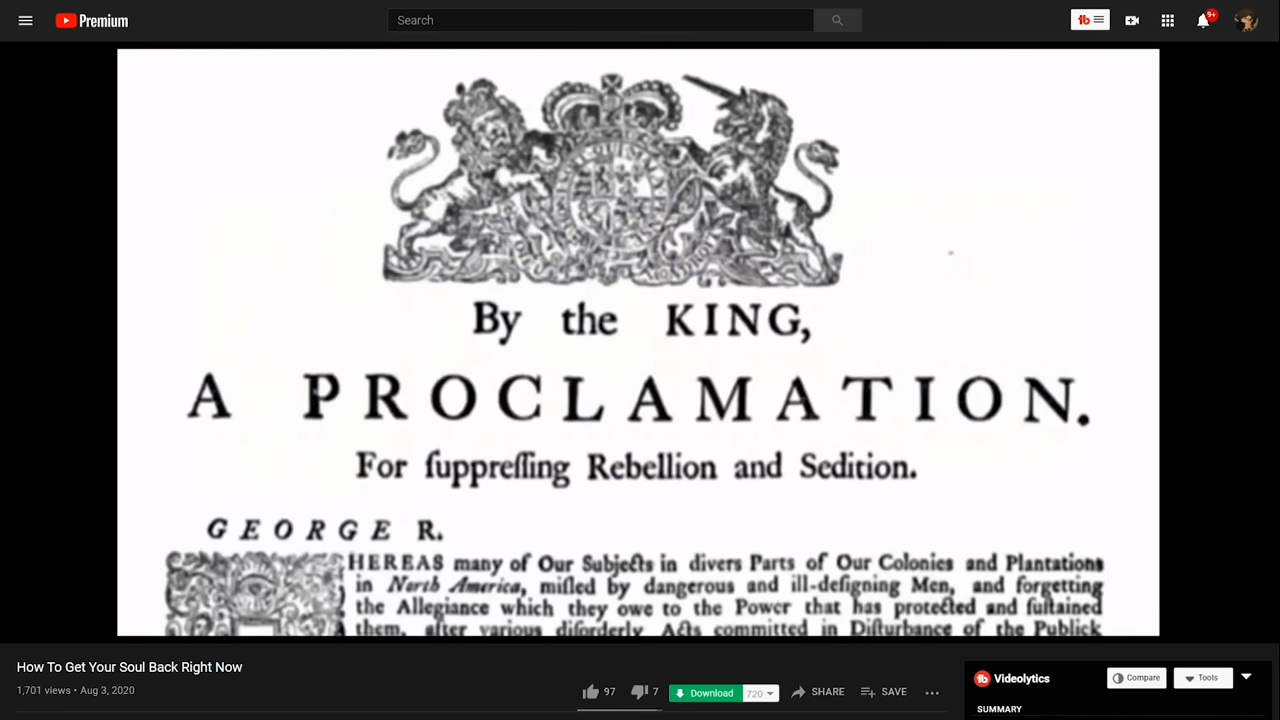 Premium
Search
9+
By the KING,
A PROCLAMATION.
For ſuppreſſing Rebellion and Sedition.
GEORGE R.
HEREAS many of Our Subjects in divers Parts of Our Colonies and Plantations
in North America, miſled by dangerous and ill-deſigning Men, and forgetting
the Allegiance which they owe to the Power that has protected and ſuſtained
them, after various diſorderly Acts committed in Diſturbance of the Publick
How To Get Your Soul Back Right Now
1,701 views • Aug 3, 2020
97
7
Download
720
SHARE
SAVE
Videolytics
Compare
Tools
SUMMARY